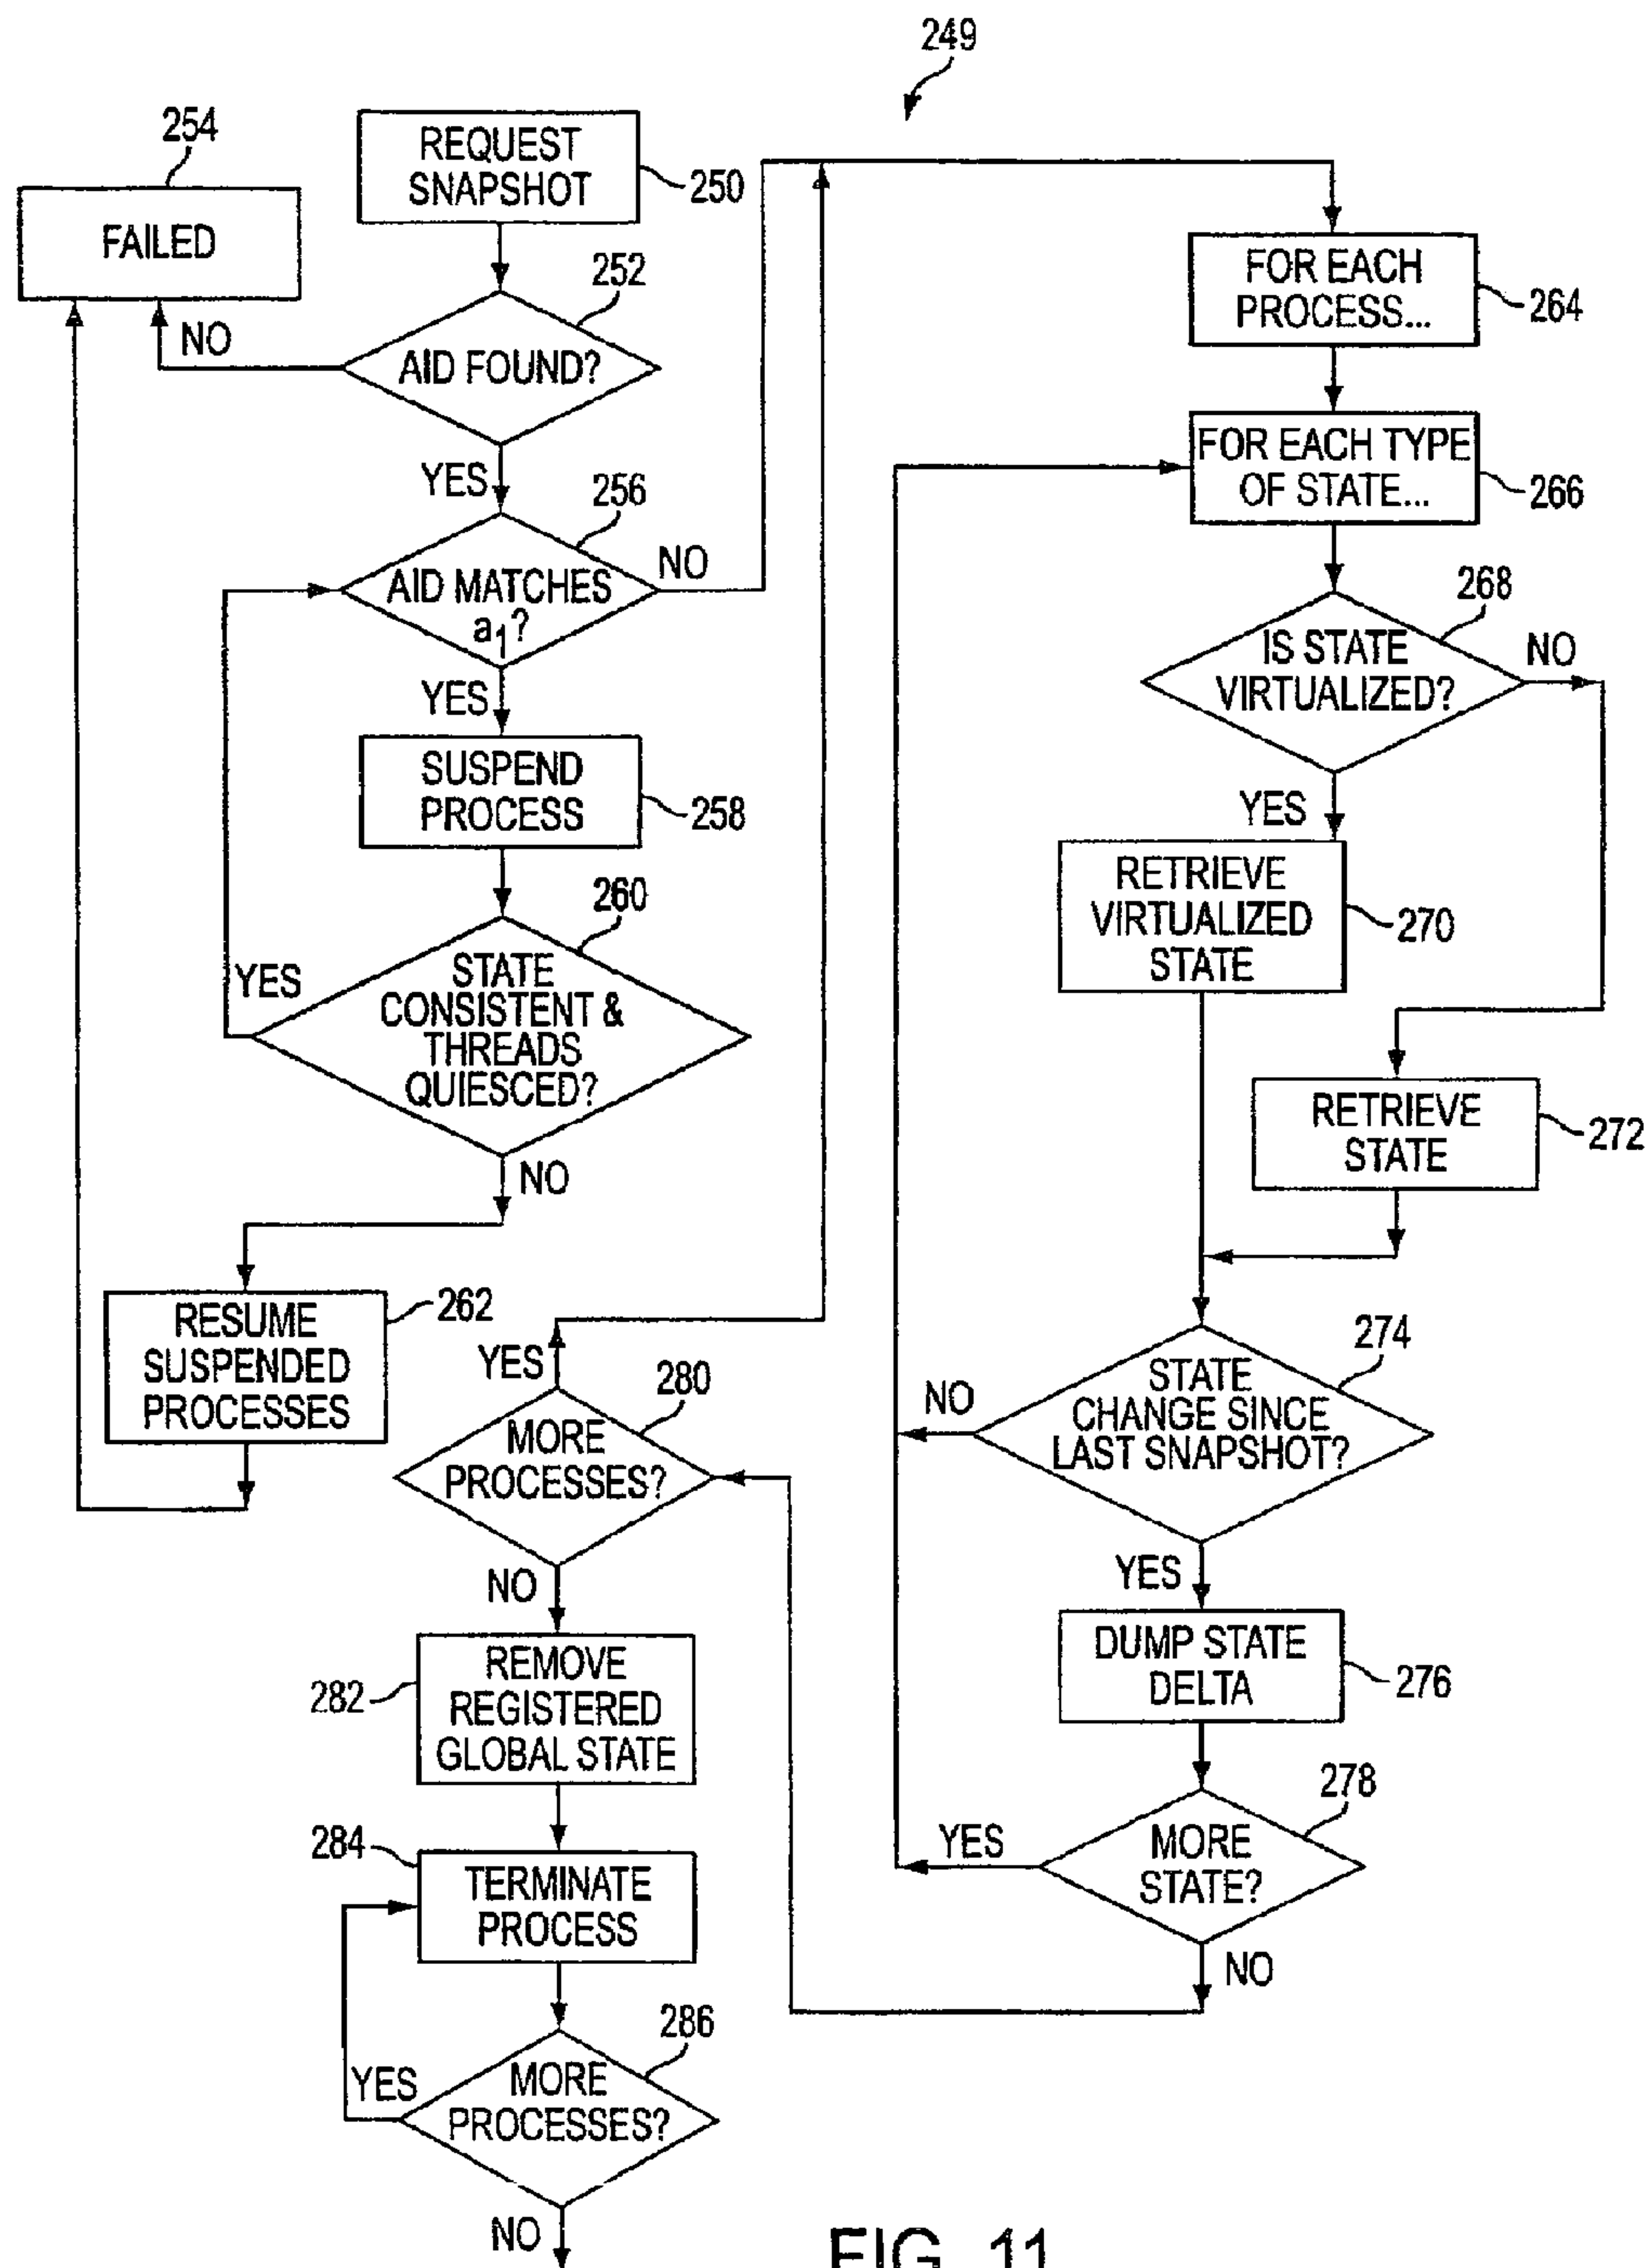 249
254
REQUEST
SNAPSHOT
250
FAILED
252
NO
AID FOUND?
YES
256
NO
AID MATCHES
a1?
YES
SUSPEND
PROCESS
258
260
YES
STATE
CONSISTENT &
THREADS
QUIESCED?
NO
262
RESUME
SUSPENDED
PROCESSES
FOR EACH
PROCESS...
264
FOR EACH TYPE
OF STATE...
266
268
IS STATE
VIRTUALIZED?
NO
YES
RETRIEVE
VIRTUALIZED
STATE
270
RETRIEVE
STATE
272
274
NO
STATE
CHANGE SINCE
LAST SNAPSHOT?
YES
DUMP STATE
DELTA
276
278
YES
MORE
STATE?
NO
YES
280
MORE
PROCESSES?
NO
282
REMOVE
REGISTERED
GLOBAL STATE
284
TERMINATE
PROCESS
286
YES
MORE
PROCESSES?
NO
FIG. 11